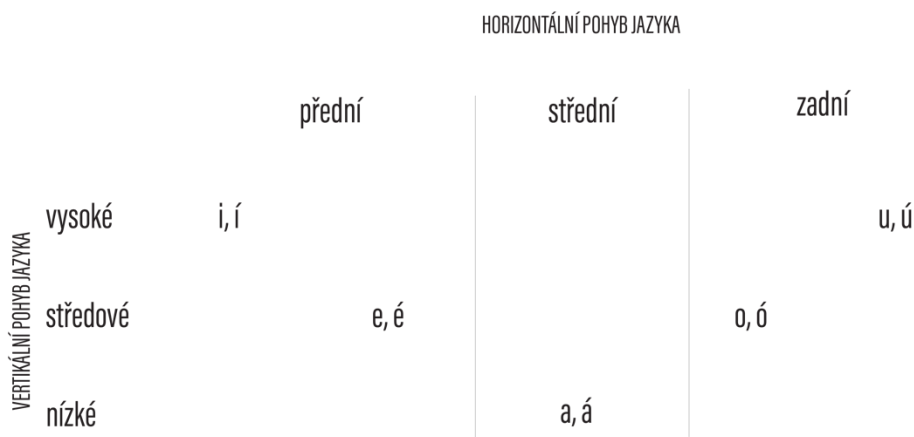 HORIZONTÁLNÍ POHYB JAZYKA
přední střední zadní
VERTIKÁLNÍ POHYB JAZYKA
vysoké i, í u, ú
středové e, é o, ó
nízké a, á